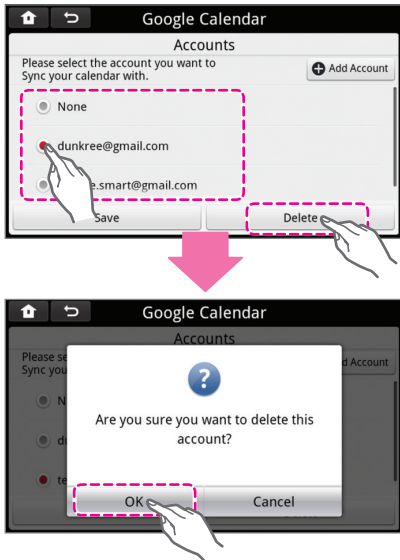 Google Calendar
Accounts
Please select the account you want to
Sync your calendar with.
Add Account
None
dunkree@gmail.com
e.smart@gmail.com
Save
Delete
Google Calendar
Accounts
Please se
Sync you
d Account
N
d
te
?
Are you sure you want to delete this
account?
OK
Cancel